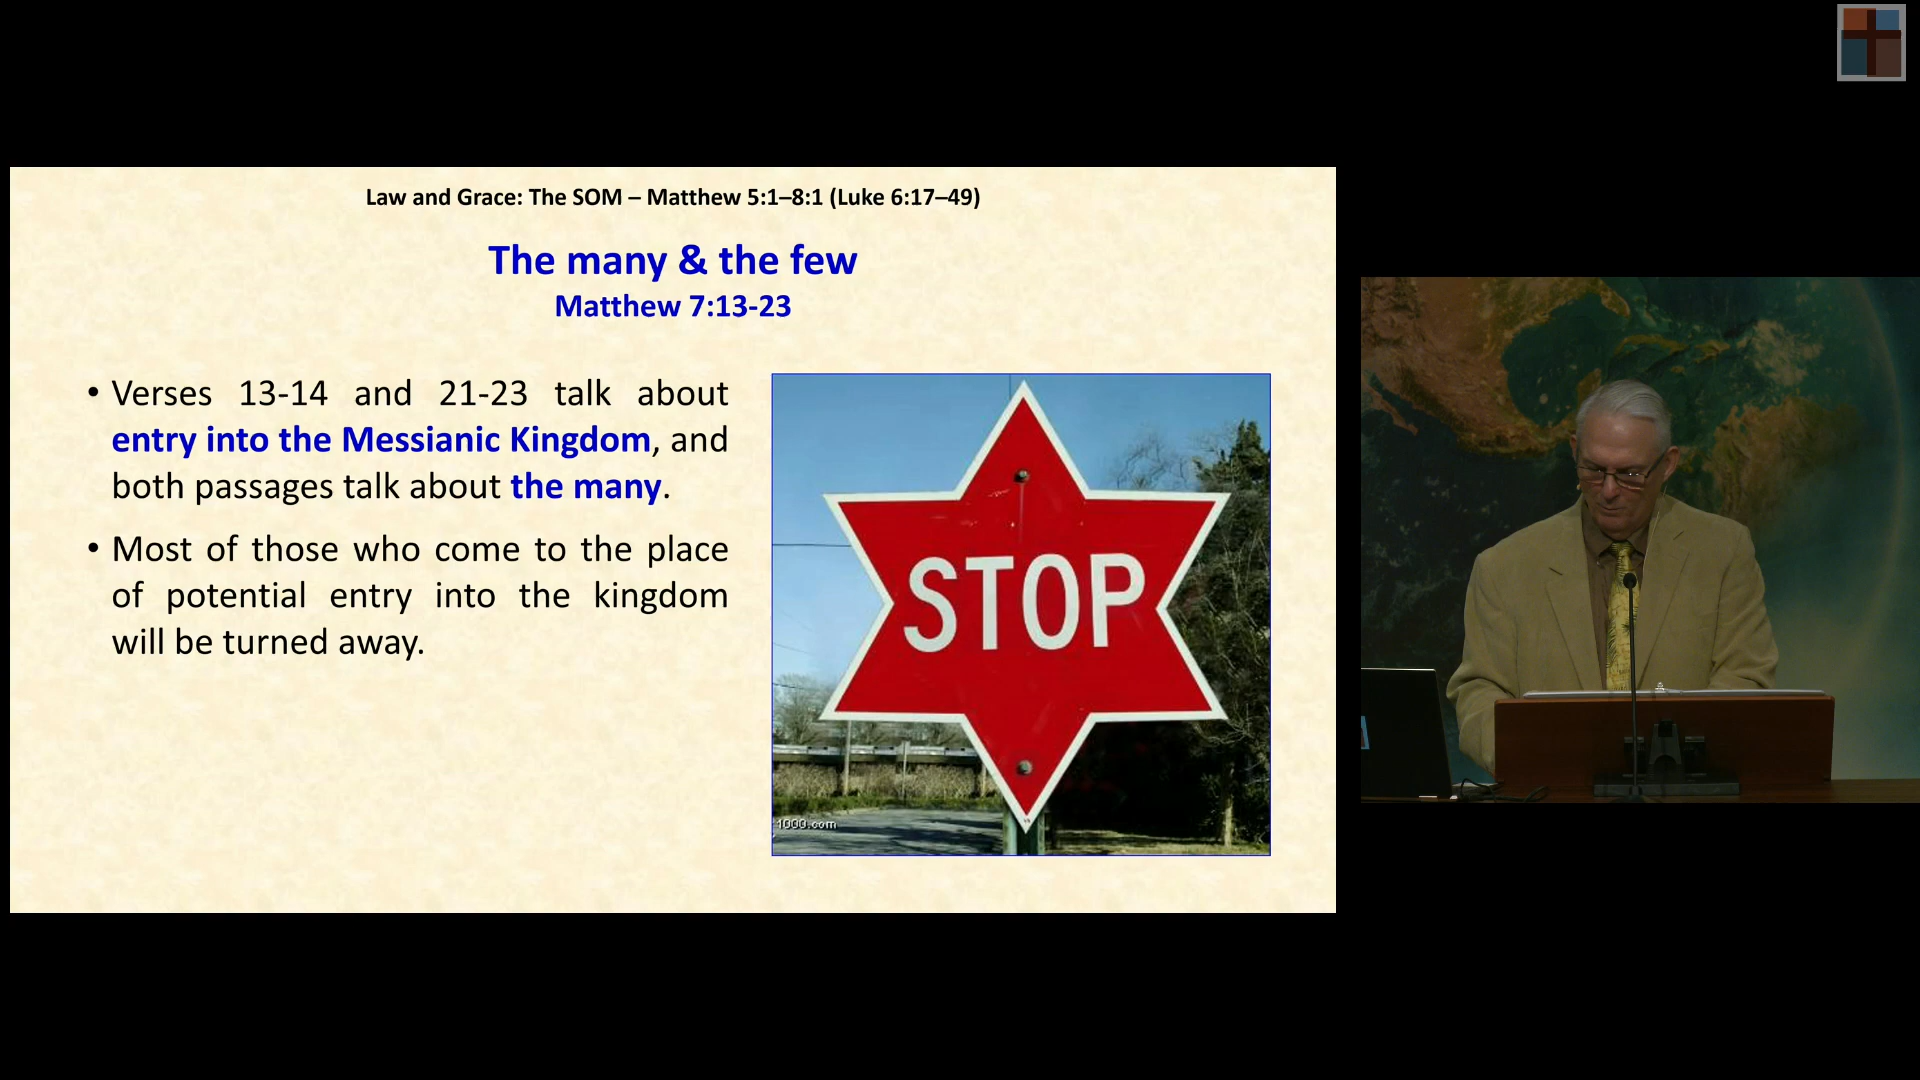 Law and Grace: The SOM – Matthew 5:1–8:1 (Luke 6:17–49)
The many & the few
Matthew 7:13-23
• Verses 13-14 and 21-23 talk about
entry into the Messianic Kingdom, and
both passages talk about the many.
• Most of those who come to the place
of potential entry into the kingdom
will be turned away.
STOP
1000.com